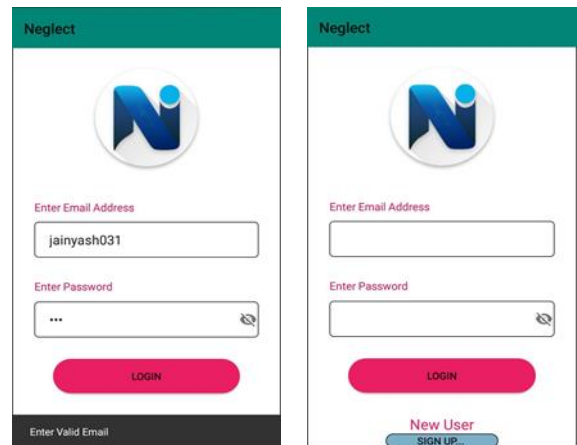 Neglect
Enter Email Address
jainyash031
Enter Password
•••
LOGIN
Enter Valid Email
Neglect
Enter Email Address
Enter Password
LOGIN
New User
SIGN UP...